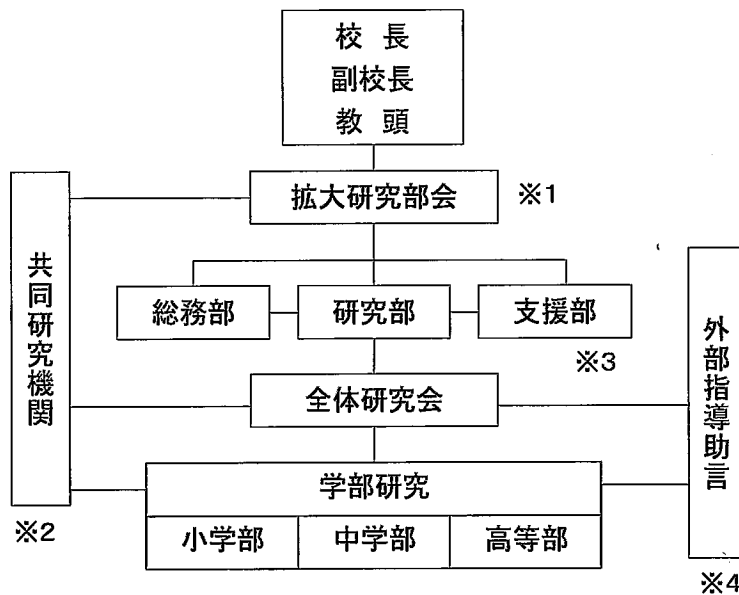 校長
副校長
教頭
拡大研究部会 ※1
共同研究機関
※2
総務部 研究部 支援部
※3
全体研究会
外部指導助言
※4
学部研究
小学部 中学部 高等部